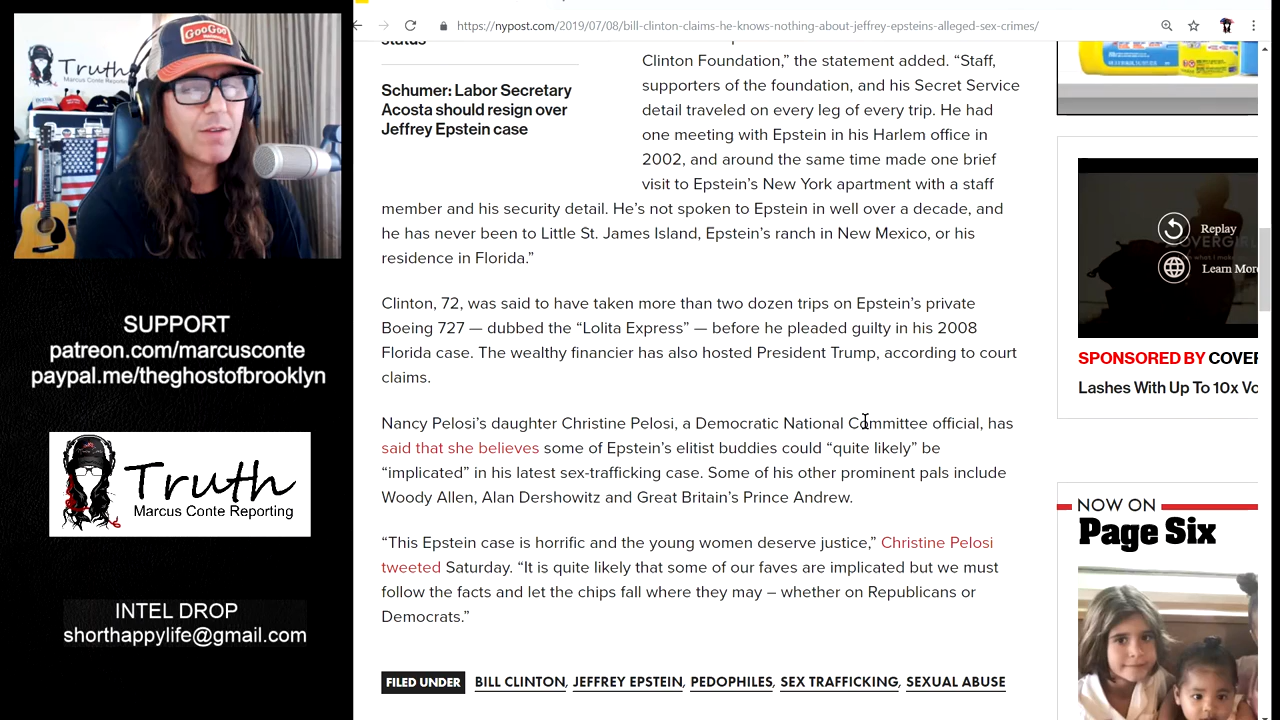 GooGoo
Truth
Marcus Conte Reporting
SUPPORT
patreon.com/marcusconte
paypal.me/theghostofbrooklyn
Truth
Marcus Conte Reporting
INTEL DROP
shorthappylife@gmail.com
https://nypost.com/2019/07/08/bill-clinton-claims-he-knows-nothing-about-jeffrey-epsteins-alleged-sex-crimes/
status
Schumer: Labor Secretary
Acosta should resign over
Jeffrey Epstein case
Clinton Foundation,” the statement added. “Staff,
supporters of the foundation, and his Secret Service
detail traveled on every leg of every trip. He had
one meeting with Epstein in his Harlem office in
2002, and around the same time made one brief
visit to Epstein’s New York apartment with a staff
member and his security detail. He’s not spoken to Epstein in well over a decade, and
he has never been to Little St. James Island, Epstein’s ranch in New Mexico, or his
residence in Florida.”
Clinton, 72, was said to have taken more than two dozen trips on Epstein’s private
Boeing 727 — dubbed the “Lolita Express” — before he pleaded guilty in his 2008
Florida case. The wealthy financier has also hosted President Trump, according to court
claims.
Nancy Pelosi’s daughter Christine Pelosi, a Democratic National Committee official, has
said that she believes some of Epstein’s elitist buddies could “quite likely” be
“implicated” in his latest sex-trafficking case. Some of his other prominent pals include
Woody Allen, Alan Dershowitz and Great Britain’s Prince Andrew.
“This Epstein case is horrific and the young women deserve justice,” Christine Pelosi
tweeted Saturday. “It is quite likely that some of our faves are implicated but we must
follow the facts and let the chips fall where they may – whether on Republicans or
Democrats.”
FILED UNDER BILL CLINTON, JEFFREY EPSTEIN, PEDOPHILES, SEX TRAFFICKING, SEXUAL ABUSE
Replay
OVERGIRL
Learn More
SPONSORED BY COVER
Lashes With Up To 10x Vo
NOW ON
Page Six